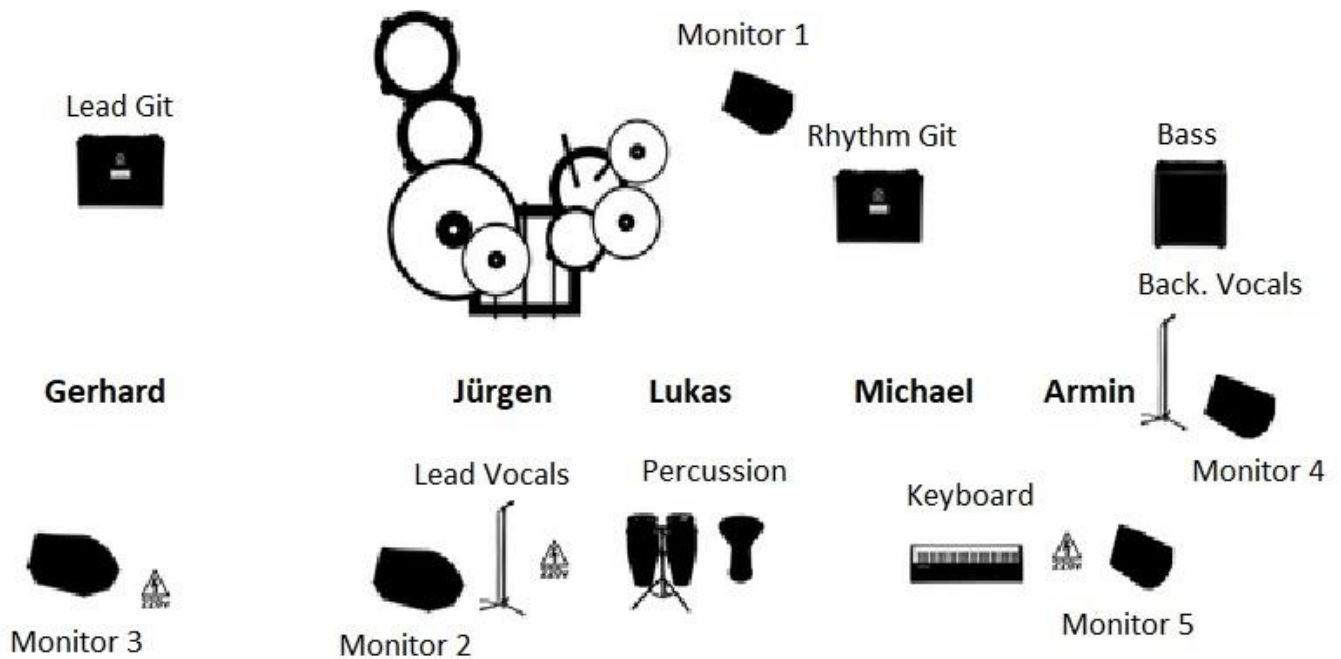 Monitor 1
Lead Git
Rhythm Git
Bass
Back. Vocals
Gerhard
Jürgen
Lukas
Michael
Armin
Lead Vocals
Percussion
Keyboard
Monitor 4
Monitor 3
Monitor 2
Monitor 5